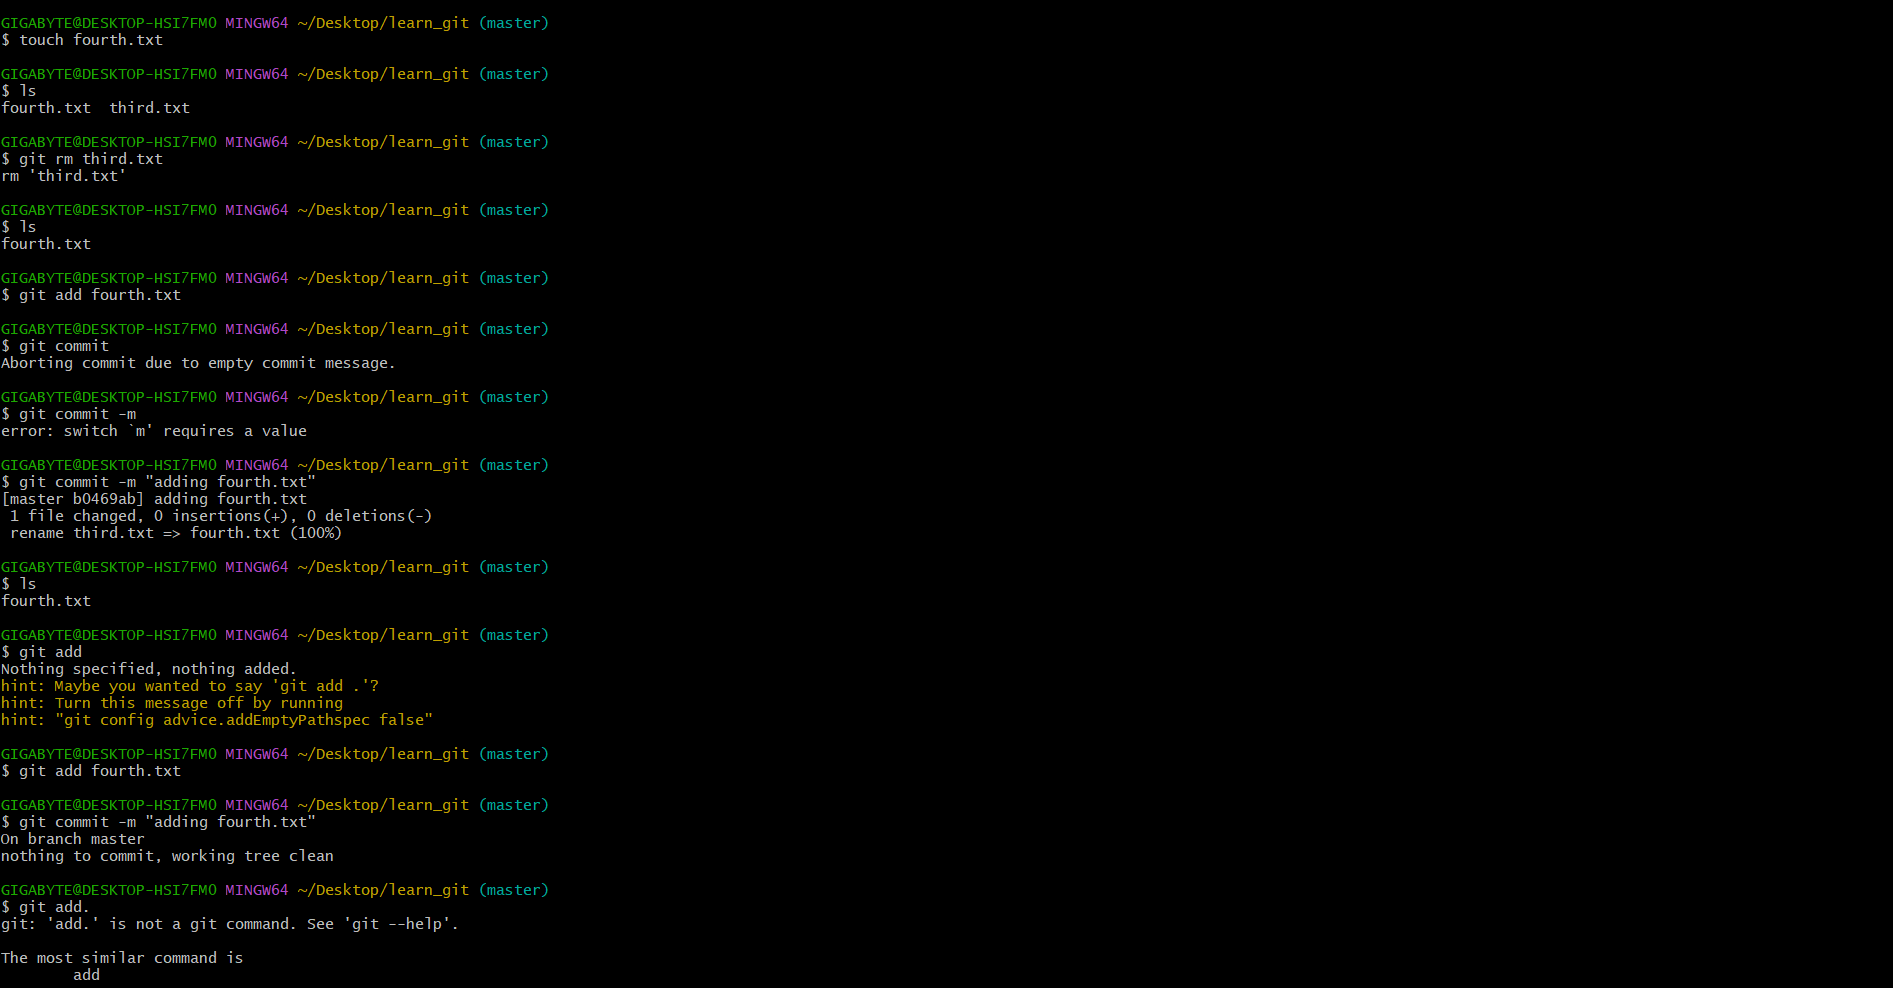 GIGABYTE@DESKTOP-HSI7FM0 MINGW64 ~/Desktop/learn_git (master)
$ touch fourth.txt
GIGABYTE@DESKTOP-HSI7FM0 MINGW64 ~/Desktop/learn_git (master)
$ ls
fourth.txt  third.txt
GIGABYTE@DESKTOP-HSI7FM0 MINGW64 ~/Desktop/learn_git (master)
$ git rm third.txt
rm 'third.txt'
GIGABYTE@DESKTOP-HSI7FM0 MINGW64 ~/Desktop/learn_git (master)
$ ls
fourth.txt
GIGABYTE@DESKTOP-HSI7FM0 MINGW64 ~/Desktop/learn_git (master)
$ git add fourth.txt
GIGABYTE@DESKTOP-HSI7FM0 MINGW64 ~/Desktop/learn_git (master)
$ git commit
Aborting commit due to empty commit message.
GIGABYTE@DESKTOP-HSI7FM0 MINGW64 ~/Desktop/learn_git (master)
$ git commit -m
error: switch `m' requires a value
GIGABYTE@DESKTOP-HSI7FM0 MINGW64 ~/Desktop/learn_git (master)
$ git commit -m "adding fourth.txt"
[master b0469ab] adding fourth.txt
 1 file changed, 0 insertions(+), 0 deletions(-)
 rename third.txt => fourth.txt (100%)
GIGABYTE@DESKTOP-HSI7FM0 MINGW64 ~/Desktop/learn_git (master)
$ ls
fourth.txt
GIGABYTE@DESKTOP-HSI7FM0 MINGW64 ~/Desktop/learn_git (master)
$ git add
Nothing specified, nothing added.
hint: Maybe you wanted to say 'git add .'?
hint: Turn this message off by running
hint: "git config advice.addEmptyPathspec false"
GIGABYTE@DESKTOP-HSI7FM0 MINGW64 ~/Desktop/learn_git (master)
$ git add fourth.txt
GIGABYTE@DESKTOP-HSI7FM0 MINGW64 ~/Desktop/learn_git (master)
$ git commit -m "adding fourth.txt"
On branch master
nothing to commit, working tree clean
GIGABYTE@DESKTOP-HSI7FM0 MINGW64 ~/Desktop/learn_git (master)
$ git add.
git: 'add.' is not a git command. See 'git --help'.
The most similar command is
        add